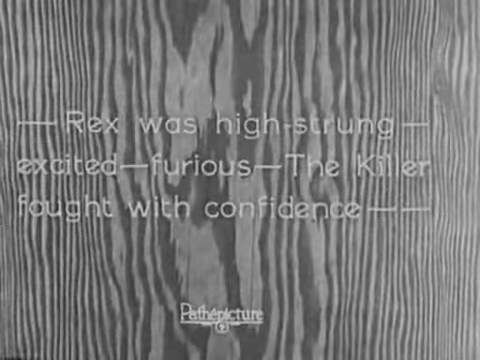 —— Rex was high-strung —
excited—furious—The Killer
fought with confidence — —
Pathépicture